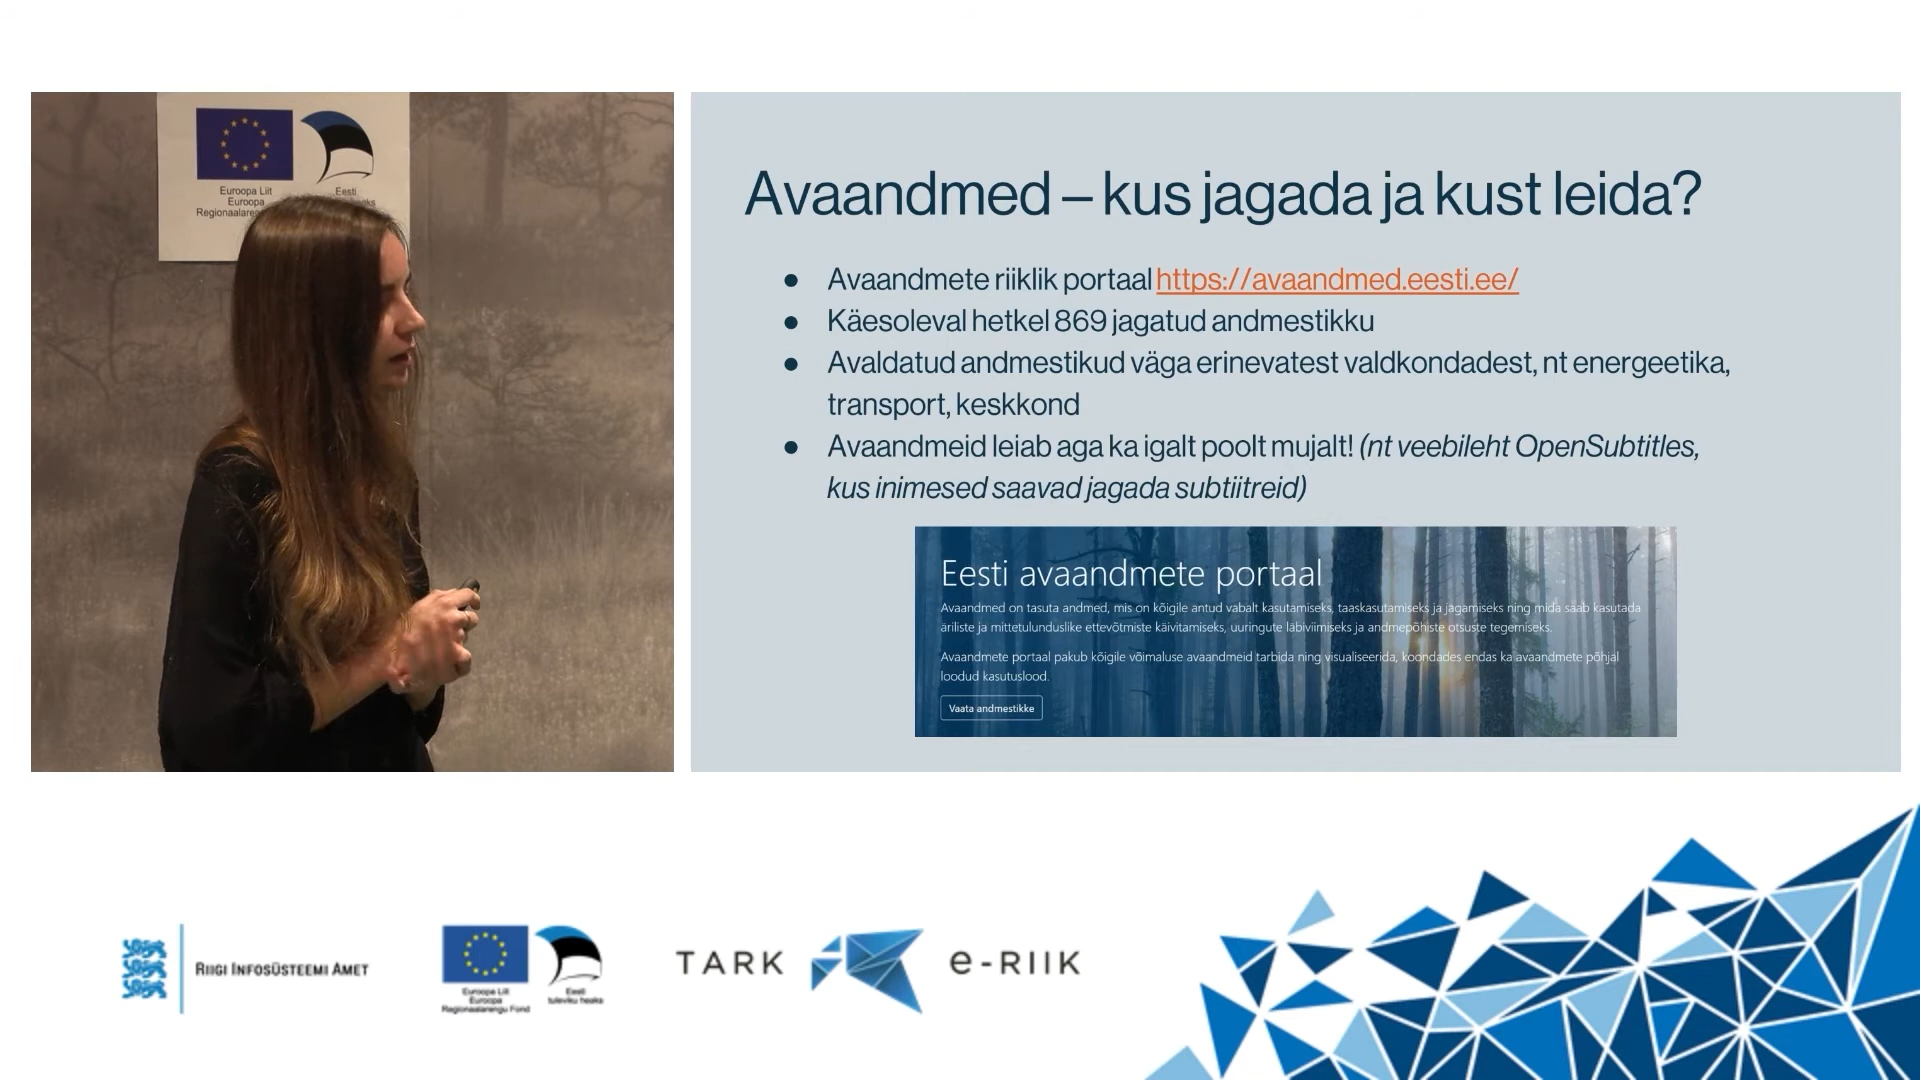 Euroopa Liit
Euroopa
Eesti
Avaandmed – kus jagada ja kust leida?
● Avaandmete riiklik portaal https://avaandmed.eesti.ee/
● Käesoleval hetkel 869 jagatud andmestikku
● Avaldatud andmestikud väga erinevatest valdkondadest, nt energeetika,
transport, keskkond
● Avaandmeid leiab aga ka igalt poolt mujalt! (nt veebileht OpenSubtitles,
kus inimesed saavad jagada subtiitreid)
Eesti avaandmete portaal
Avaandmed on tasuta andmed, mis on kõigile antud vabalt kasutamiseks, taaskasutamiseks ja jagamiseks ning mida saab kasutada
äriliste ja mittetulunduslike ettevõtmiste käivitamiseks, uuringute läbiviimiseks ja andmepõhiste otsuste tegemiseks.
Avaandmete portaal pakub kõigile võimaluse avaandmeid tarbida ning visualiseerida, koondades endas ka avaandmete põhjal
loodud kasutuslood.
Vaata andmestikke
RIIGI INFOSÜSTEEMI AMET
Euroopa Liit
Euroopa
Regionaalarengu Fond
Eesti
tuleviku heaks
TARK e-RIIK